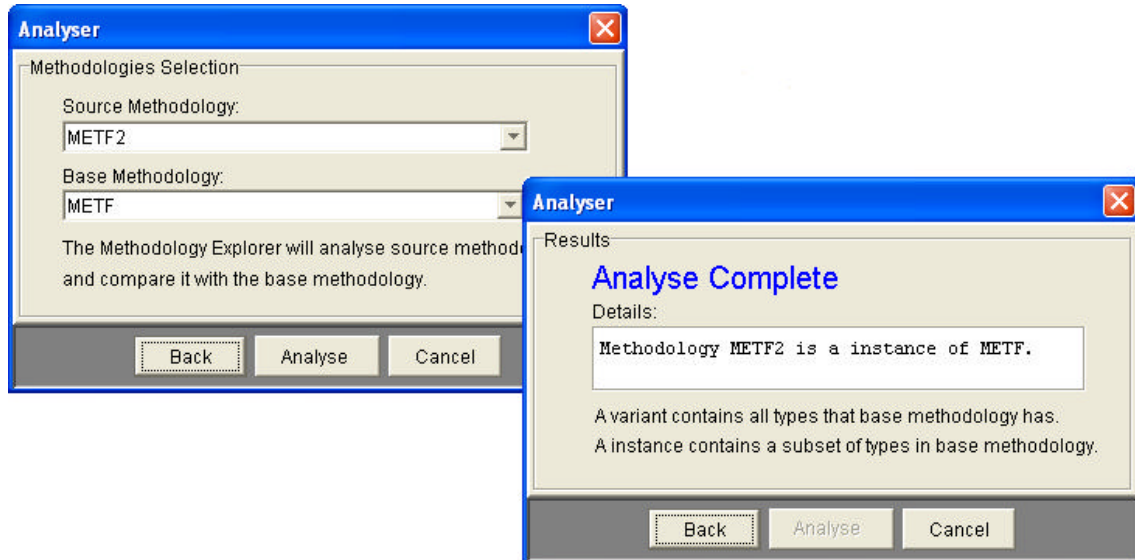 Analyser
Methodologies Selection
Source Methodology:
METF2
Base Methodology:
METF
The Methodology Explorer will analyse source
and compare it with the base methodology.
Back Analyse Cancel
Analyser
Results
Analyse Complete
Details:
Methodology METF2 is a instance of METF.
A variant contains all types that base methodology has.
A instance contains a subset of types in base methodology.
Back Analyse Cancel